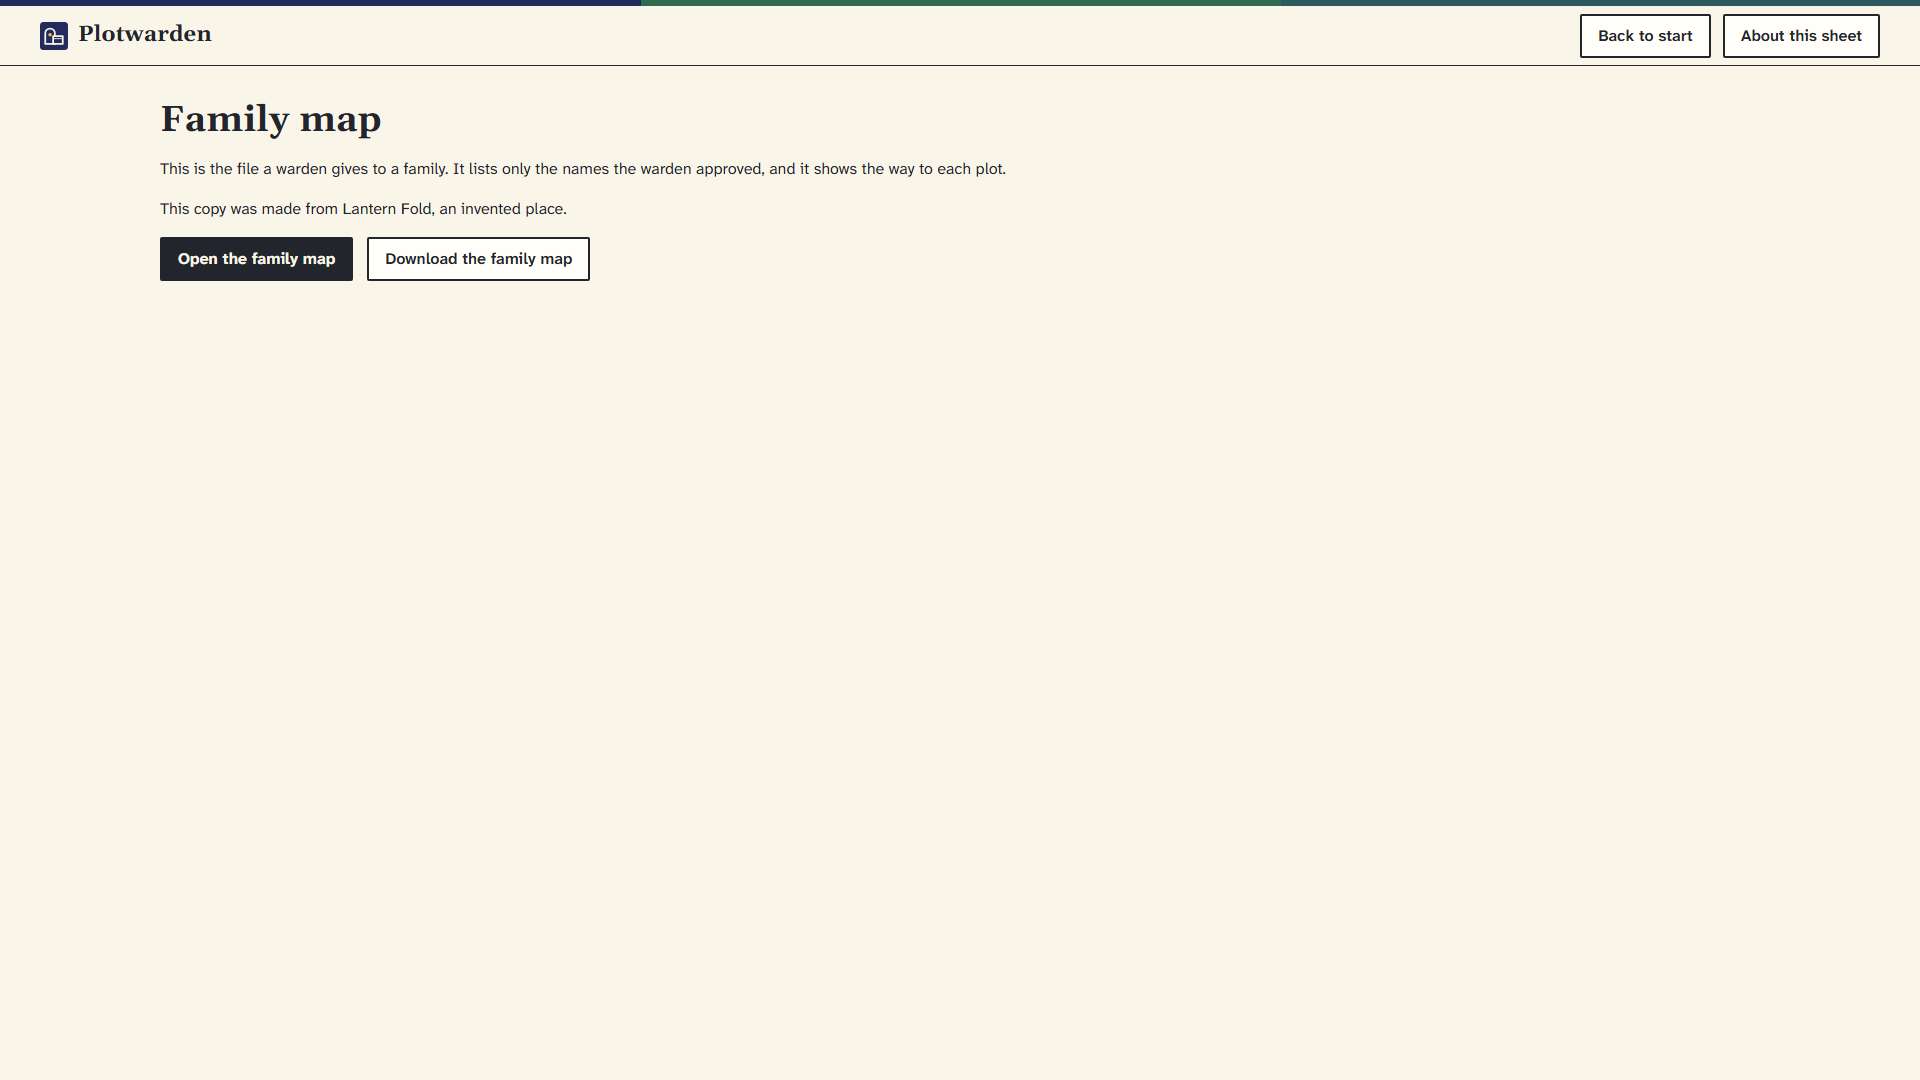 Plotwarden
Back to start
About this sheet
Family map
This is the file a warden gives to a family. It lists only the names the warden approved, and it shows the way to each plot.
This copy was made from Lantern Fold, an invented place.
Open the family map
Download the family map